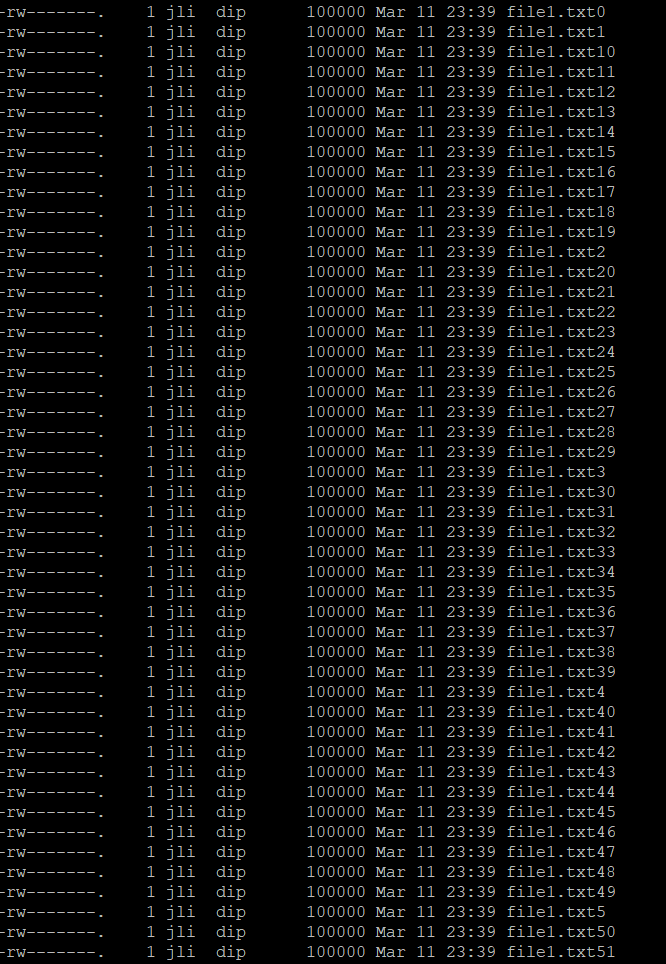 -rw-------. 1 jli dip 100000 Mar 11 23:39 file1.txt0
-rw-------. 1 jli dip 100000 Mar 11 23:39 file1.txt1
-rw-------. 1 jli dip 100000 Mar 11 23:39 file1.txt10
-rw-------. 1 jli dip 100000 Mar 11 23:39 file1.txt11
-rw-------. 1 jli dip 100000 Mar 11 23:39 file1.txt12
-rw-------. 1 jli dip 100000 Mar 11 23:39 file1.txt13
-rw-------. 1 jli dip 100000 Mar 11 23:39 file1.txt14
-rw-------. 1 jli dip 100000 Mar 11 23:39 file1.txt15
-rw-------. 1 jli dip 100000 Mar 11 23:39 file1.txt16
-rw-------. 1 jli dip 100000 Mar 11 23:39 file1.txt17
-rw-------. 1 jli dip 100000 Mar 11 23:39 file1.txt18
-rw-------. 1 jli dip 100000 Mar 11 23:39 file1.txt19
-rw-------. 1 jli dip 100000 Mar 11 23:39 file1.txt2
-rw-------. 1 jli dip 100000 Mar 11 23:39 file1.txt20
-rw-------. 1 jli dip 100000 Mar 11 23:39 file1.txt21
-rw-------. 1 jli dip 100000 Mar 11 23:39 file1.txt22
-rw-------. 1 jli dip 100000 Mar 11 23:39 file1.txt23
-rw-------. 1 jli dip 100000 Mar 11 23:39 file1.txt24
-rw-------. 1 jli dip 100000 Mar 11 23:39 file1.txt25
-rw-------. 1 jli dip 100000 Mar 11 23:39 file1.txt26
-rw-------. 1 jli dip 100000 Mar 11 23:39 file1.txt27
-rw-------. 1 jli dip 100000 Mar 11 23:39 file1.txt28
-rw-------. 1 jli dip 100000 Mar 11 23:39 file1.txt29
-rw-------. 1 jli dip 100000 Mar 11 23:39 file1.txt3
-rw-------. 1 jli dip 100000 Mar 11 23:39 file1.txt30
-rw-------. 1 jli dip 100000 Mar 11 23:39 file1.txt31
-rw-------. 1 jli dip 100000 Mar 11 23:39 file1.txt32
-rw-------. 1 jli dip 100000 Mar 11 23:39 file1.txt33
-rw-------. 1 jli dip 100000 Mar 11 23:39 file1.txt34
-rw-------. 1 jli dip 100000 Mar 11 23:39 file1.txt35
-rw-------. 1 jli dip 100000 Mar 11 23:39 file1.txt36
-rw-------. 1 jli dip 100000 Mar 11 23:39 file1.txt37
-rw-------. 1 jli dip 100000 Mar 11 23:39 file1.txt38
-rw-------. 1 jli dip 100000 Mar 11 23:39 file1.txt39
-rw-------. 1 jli dip 100000 Mar 11 23:39 file1.txt4
-rw-------. 1 jli dip 100000 Mar 11 23:39 file1.txt40
-rw-------. 1 jli dip 100000 Mar 11 23:39 file1.txt41
-rw-------. 1 jli dip 100000 Mar 11 23:39 file1.txt42
-rw-------. 1 jli dip 100000 Mar 11 23:39 file1.txt43
-rw-------. 1 jli dip 100000 Mar 11 23:39 file1.txt44
-rw-------. 1 jli dip 100000 Mar 11 23:39 file1.txt45
-rw-------. 1 jli dip 100000 Mar 11 23:39 file1.txt46
-rw-------. 1 jli dip 100000 Mar 11 23:39 file1.txt47
-rw-------. 1 jli dip 100000 Mar 11 23:39 file1.txt48
-rw-------. 1 jli dip 100000 Mar 11 23:39 file1.txt49
-rw-------. 1 jli dip 100000 Mar 11 23:39 file1.txt5
-rw-------. 1 jli dip 100000 Mar 11 23:39 file1.txt50
-rw-------. 1 jli dip 100000 Mar 11 23:39 file1.txt51